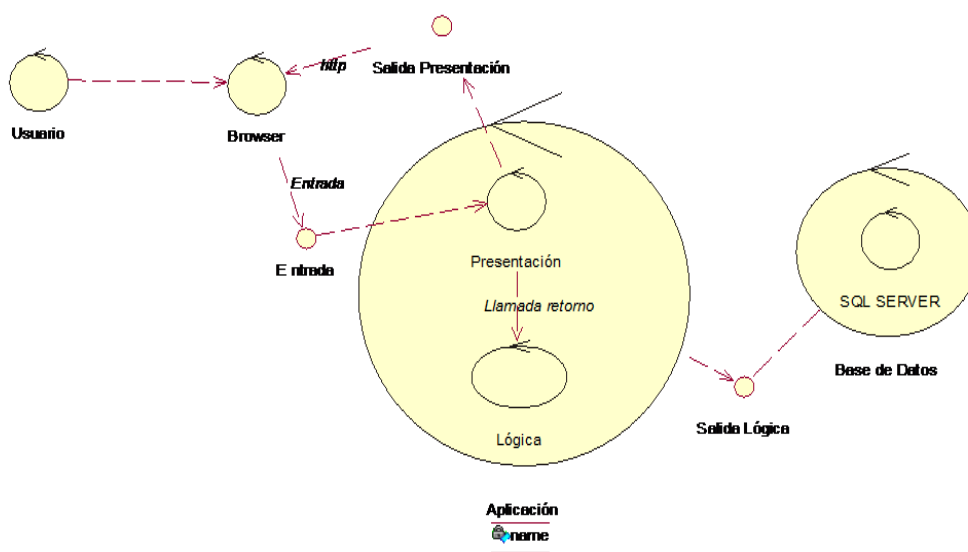 http
Salida Presentación
Usuario
Browser
Entrada
E ntrada
Presentación
Llamada retorno
Lógica
SQL SERVER
Base de Datos
Salida Lógica
Aplicación
name